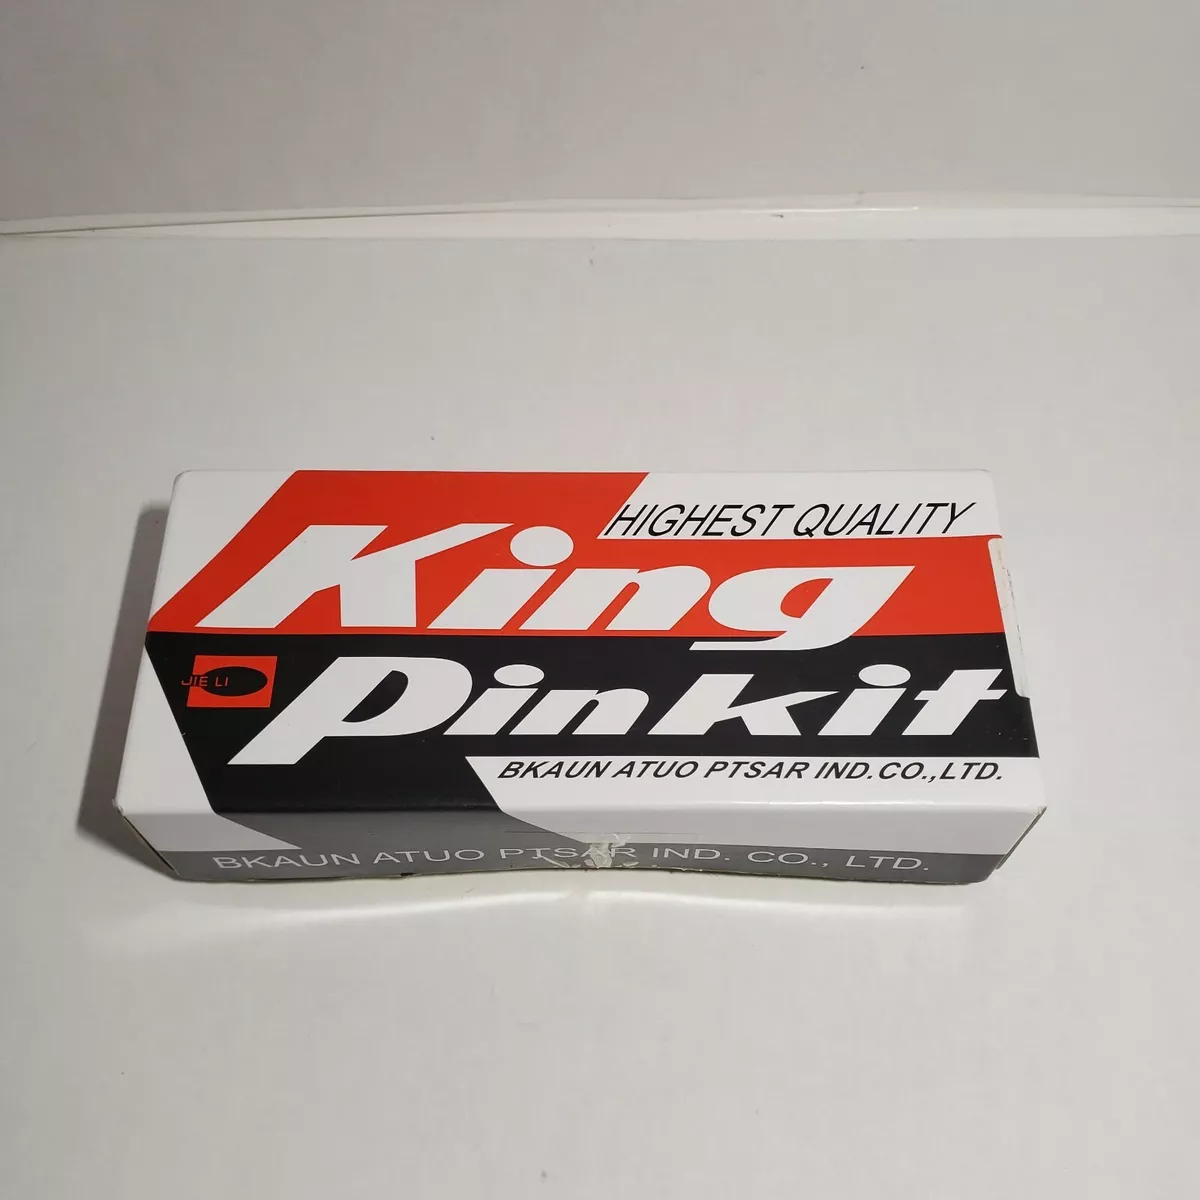 HIGHEST QUALITY
King
JIE LI
Pinkit
BKAUN ATUO PTSAR IND. CO.,LTD.
BKAUN ATUO PTSAR IND. CO., LTD.